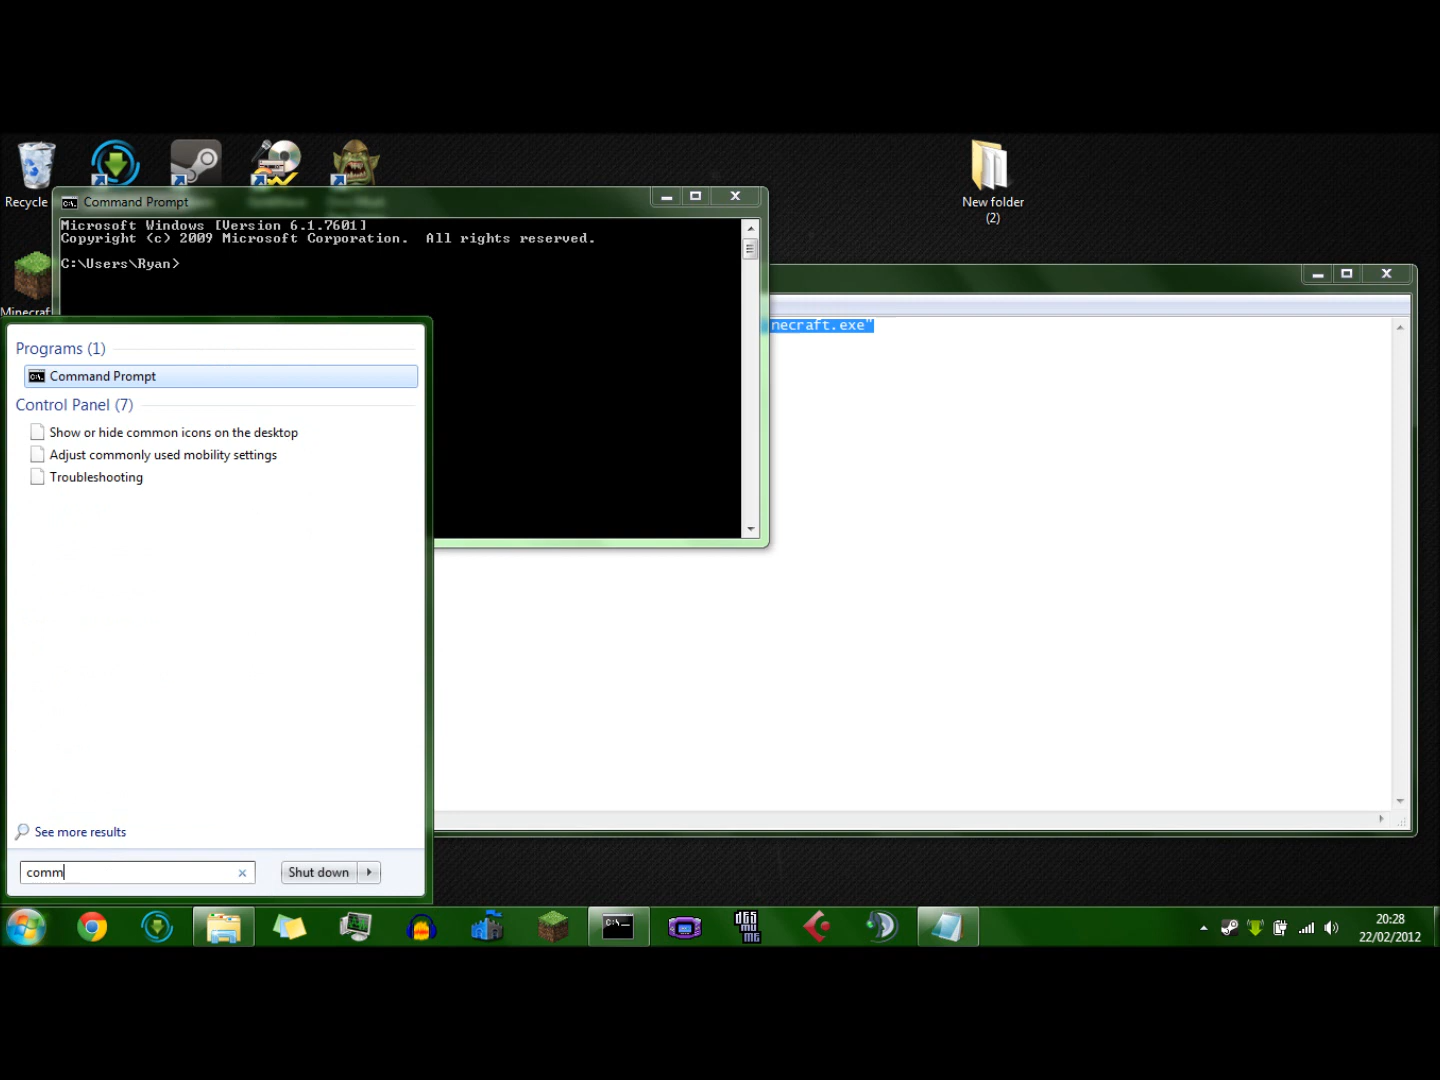 Recycle
New folder
(2)
Command Prompt
Microsoft Windows [Version 6.1.7601]
Copyright (c) 2009 Microsoft Corporation.  All rights reserved.
C:\Users\Ryan>
Minecraft
necraft.exe"
Programs (1)
Command Prompt
Control Panel (7)
Show or hide common icons on the desktop
Adjust commonly used mobility settings
Troubleshooting
See more results
comm
Shut down
C:\_
20:28
22/02/2012